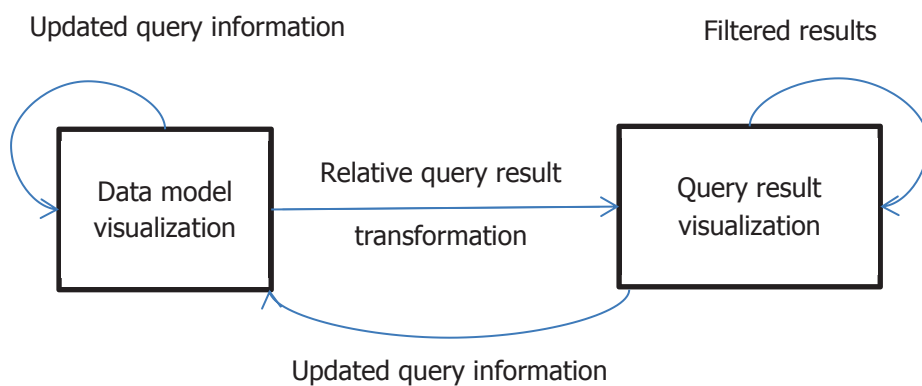 Updated query information
Filtered results
Data model
visualization
Relative query result
transformation
Query result
visualization
Updated query information